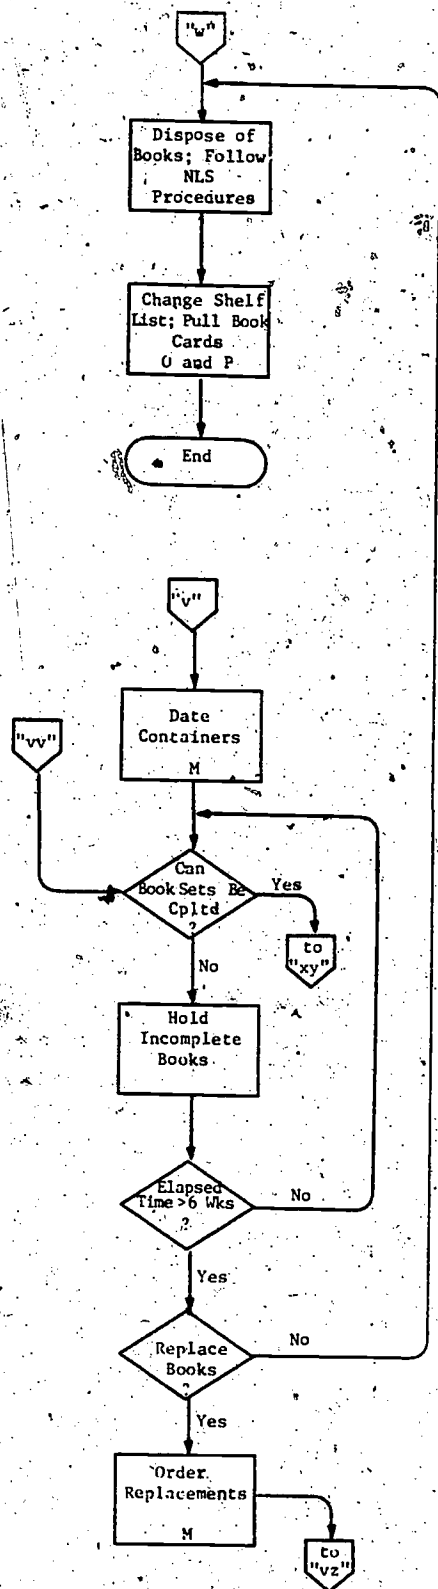 "w"
Dispose of
Books; Follow
NLS
Procedures
Change Shelf
List; Pull Book
Cards
O and P
End
"v"
Date
Containers
M
"vv"
Can
Book Sets Be
Cpltd
?
Yes
to
"xy"
No
Hold
Incomplete
Books
Elapsed
Time >6 Wks
?
No
Yes
Replace
Books
?
No
Yes
Order
Replacements
M
to
"vz"